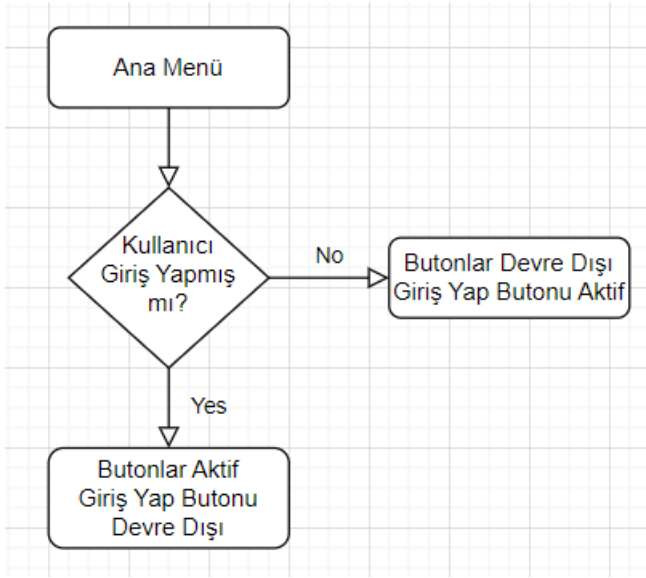 Ana Menü
Kullanıcı
Giriş Yapmış
mı?
No
Butonlar Devre Dışı
Giriş Yap Butonu Aktif
Yes
Butonlar Aktif
Giriş Yap Butonu
Devre Dışı